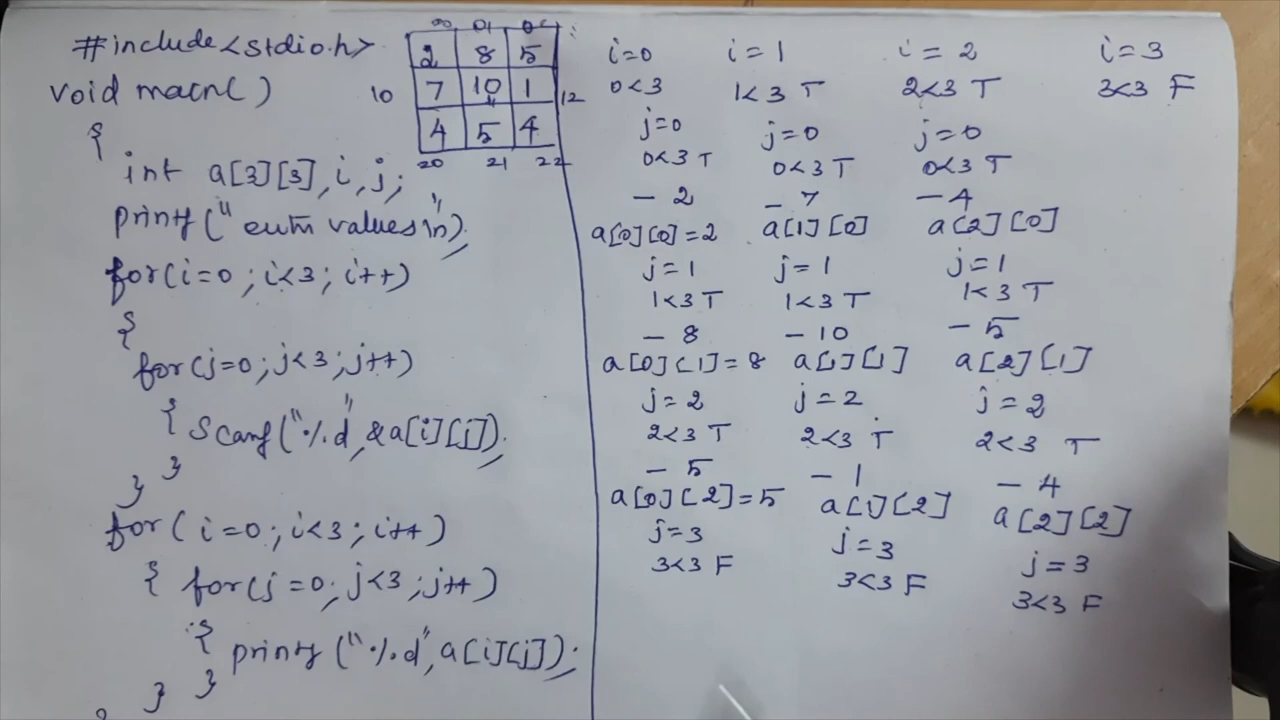 #include<stdio.h>
void main()
{
int a[3][3],i,j;
printf("enter values\n");
for(i=0;i<3;i++)
{
for(j=0;j<3;j++)
{ scanf("%d",&a[i][j]);
}
}
for(i=0;i<3;i++)
{ for(j=0;j<3;j++)
{ printf("%d",a[i][j]);
} }
00 01 02
2 8 5
10 7 10 1 12
11
4 5 4
20 21 22
i=0 i=1 i=2 i=3
0<3 1<3 T 2<3 T 3<3 F
j=0 j=0 j=0
0<3 T 0<3 T 0<3 T
- 2 - 7 - 4
a[0][0]=2 a[1][0] a[2][0]
j=1 j=1 j=1
1<3 T 1<3 T 1<3 T
- 8 - 10 - 5
a[0][1]=8 a[1][1] a[2][1]
j=2 j=2 j=2
2<3 T 2<3 T 2<3 T
- 5 - 1 - 4
a[0][2]=5 a[1][2] a[2][2]
j=3 j=3 j=3
3<3 F 3<3 F 3<3 F